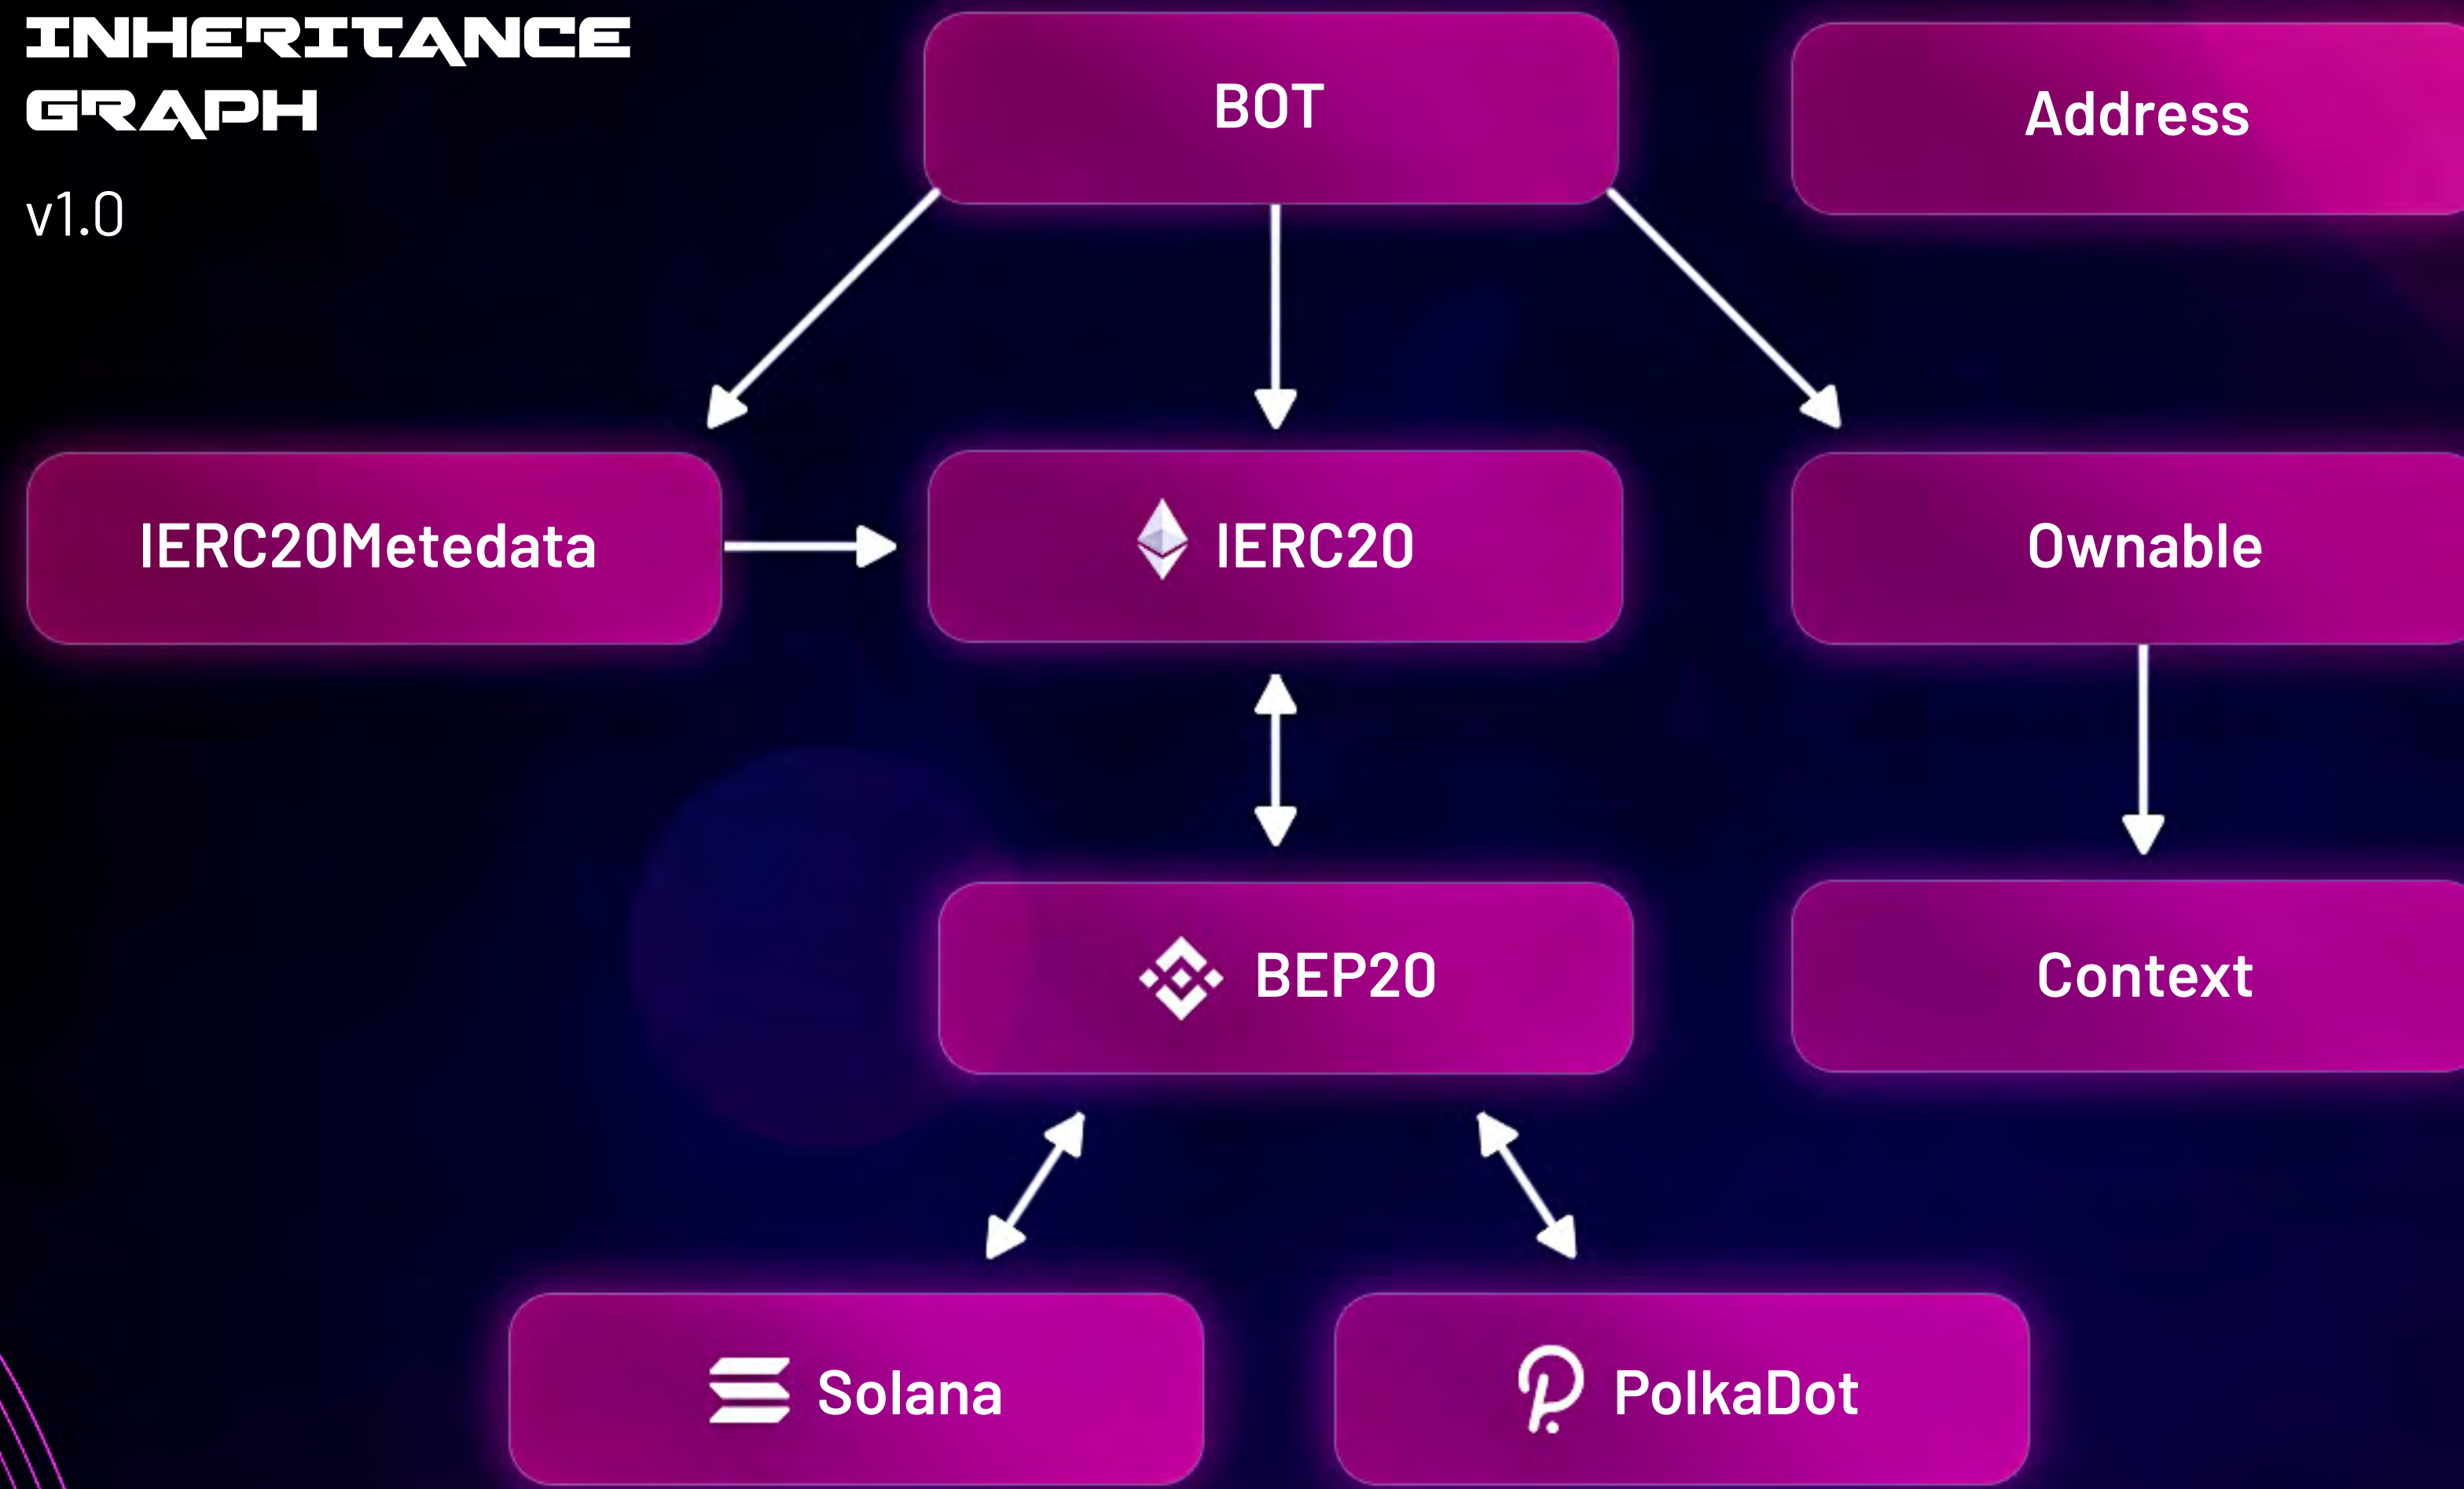 INHERITANCE
GRAPH
v1.0
BOT
Address
IERC20Metedata
IERC20
Ownable
BEP20
Context
Solana
PolkaDot